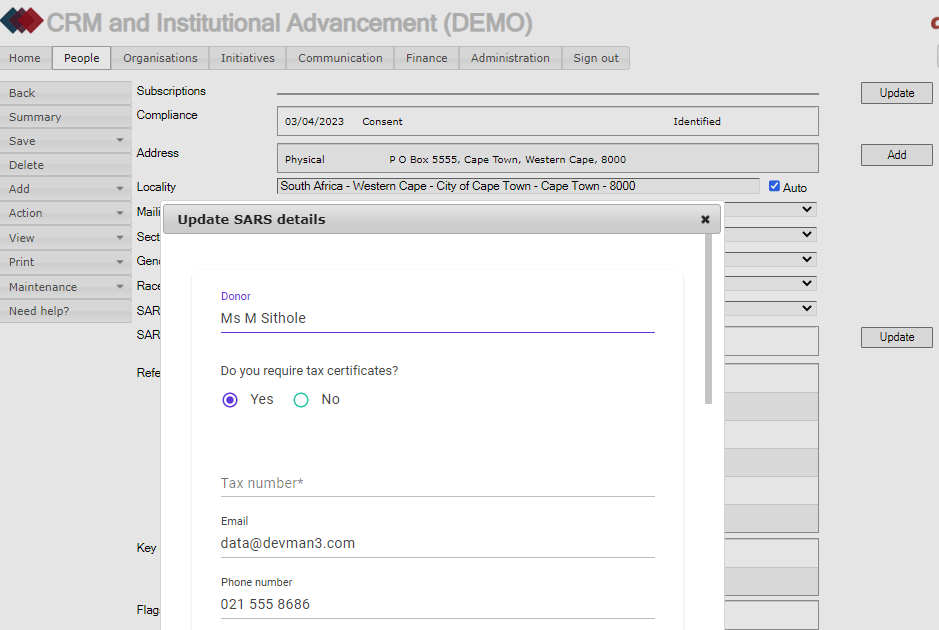 CRM and Institutional Advancement (DEMO)
Home People Organisations Initiatives Communication Finance Administration Sign out
Back
Summary
Save
Delete
Add
Action
View
Print
Maintenance
Need help?
Subscriptions
Update
Compliance
03/04/2023 Consent Identified
Address
Physical P O Box 5555, Cape Town, Western Cape, 8000
Add
Locality
South Africa - Western Cape - City of Cape Town - Cape Town - 8000
Auto
Maili
Sect
Gen
Race
SAR
SAR
Update
Refe
Key
Flag
Update SARS details
Donor
Ms M Sithole
Do you require tax certificates?
Yes No
Tax number*
Email
data@devman3.com
Phone number
021 555 8686